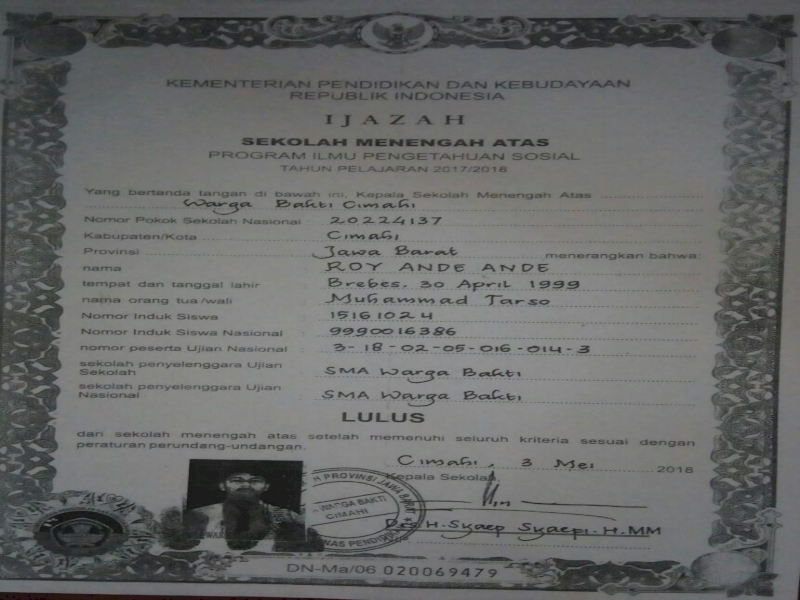 KEMENTERIAN PENDIDIKAN DAN KEBUDAYAAN
REPUBLIK INDONESIA
IJAZAH
SEKOLAH MENENGAH ATAS
PROGRAM ILMU PENGETAHUAN SOSIAL
TAHUN PELAJARAN 2017/2018
Yang bertanda tangan di bawah ini, Kepala Sekolah Menengah Atas
Warga Bakti Cimahi
Nomor Pokok Sekolah Nasional : 20224137
Kabupaten/Kota : Cimahi
Provinsi : Jawa Barat menerangkan bahwa:
nama : ROY ANDE ANDE
tempat dan tanggal lahir : Brebes, 30 April 1999
nama orang tua/wali : Muhammad Tarso
Nomor Induk Siswa : 15161024
Nomor Induk Siswa Nasional : 9990016386
nomor peserta Ujian Nasional : 3-18-02-05-016-014-3
sekolah penyelenggara Ujian
Sekolah : SMA Warga Bakti
sekolah penyelenggara Ujian
Nasional : SMA Warga Bakti
LULUS
dari sekolah menengah atas setelah memenuhi seluruh kriteria sesuai dengan
peraturan perundang-undangan.
Cimahi, 3 Mei 2018
Kepala Sekolah
PROVINSI JAWA BARAT
WARGA BAKTI
CIMAHI
Drs. H. Syaep Syaepi. H. MM
DN-Ma/06 020069479